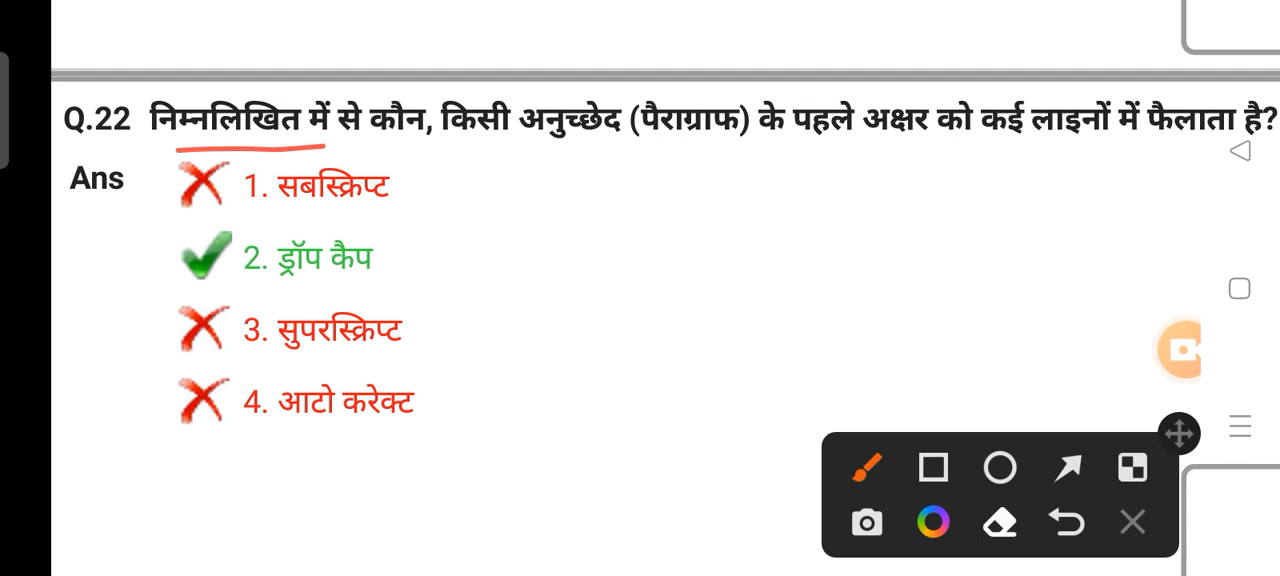 Q.22 निम्नलिखित में से कौन, किसी अनुच्छेद (पैराग्राफ) के पहले अक्षर को कई लाइनों में फैलाता है?
Ans 1. सबस्क्रिप्ट
2. ड्रॉप कैप
3. सुपरस्क्रिप्ट
4. आटो करेक्ट